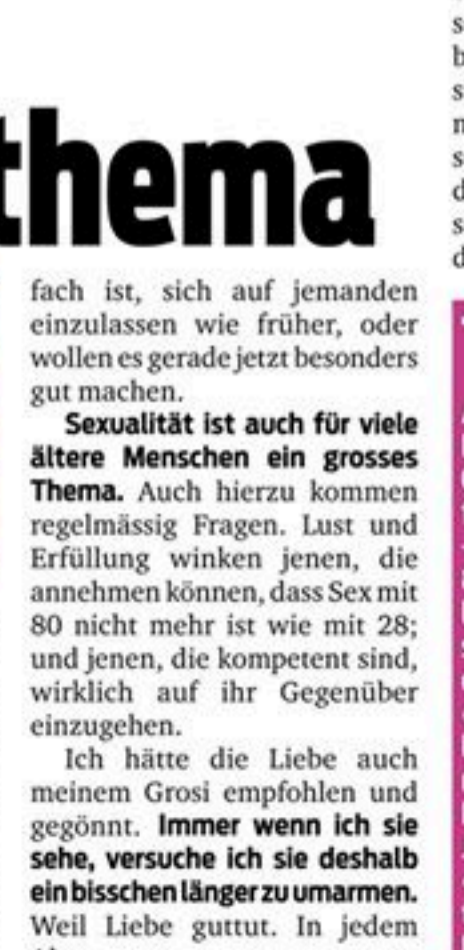 thema
fach ist, sich auf jemanden
einzulassen wie früher, oder
wollen es gerade jetzt besonders
gut machen.
Sexualität ist auch für viele
ältere Menschen ein grosses
Thema. Auch hierzu kommen
regelmässig Fragen. Lust und
Erfüllung winken jenen, die
annehmen können, dass Sex mit
80 nicht mehr ist wie mit 28;
und jenen, die kompetent sind,
wirklich auf ihr Gegenüber
einzugehen.
Ich hätte die Liebe auch
meinem Grosi empfohlen und
gegönnt. Immer wenn ich sie
sehe, versuche ich sie deshalb
ein bisschen länger zu umarmen.
Weil Liebe guttut. In jedem